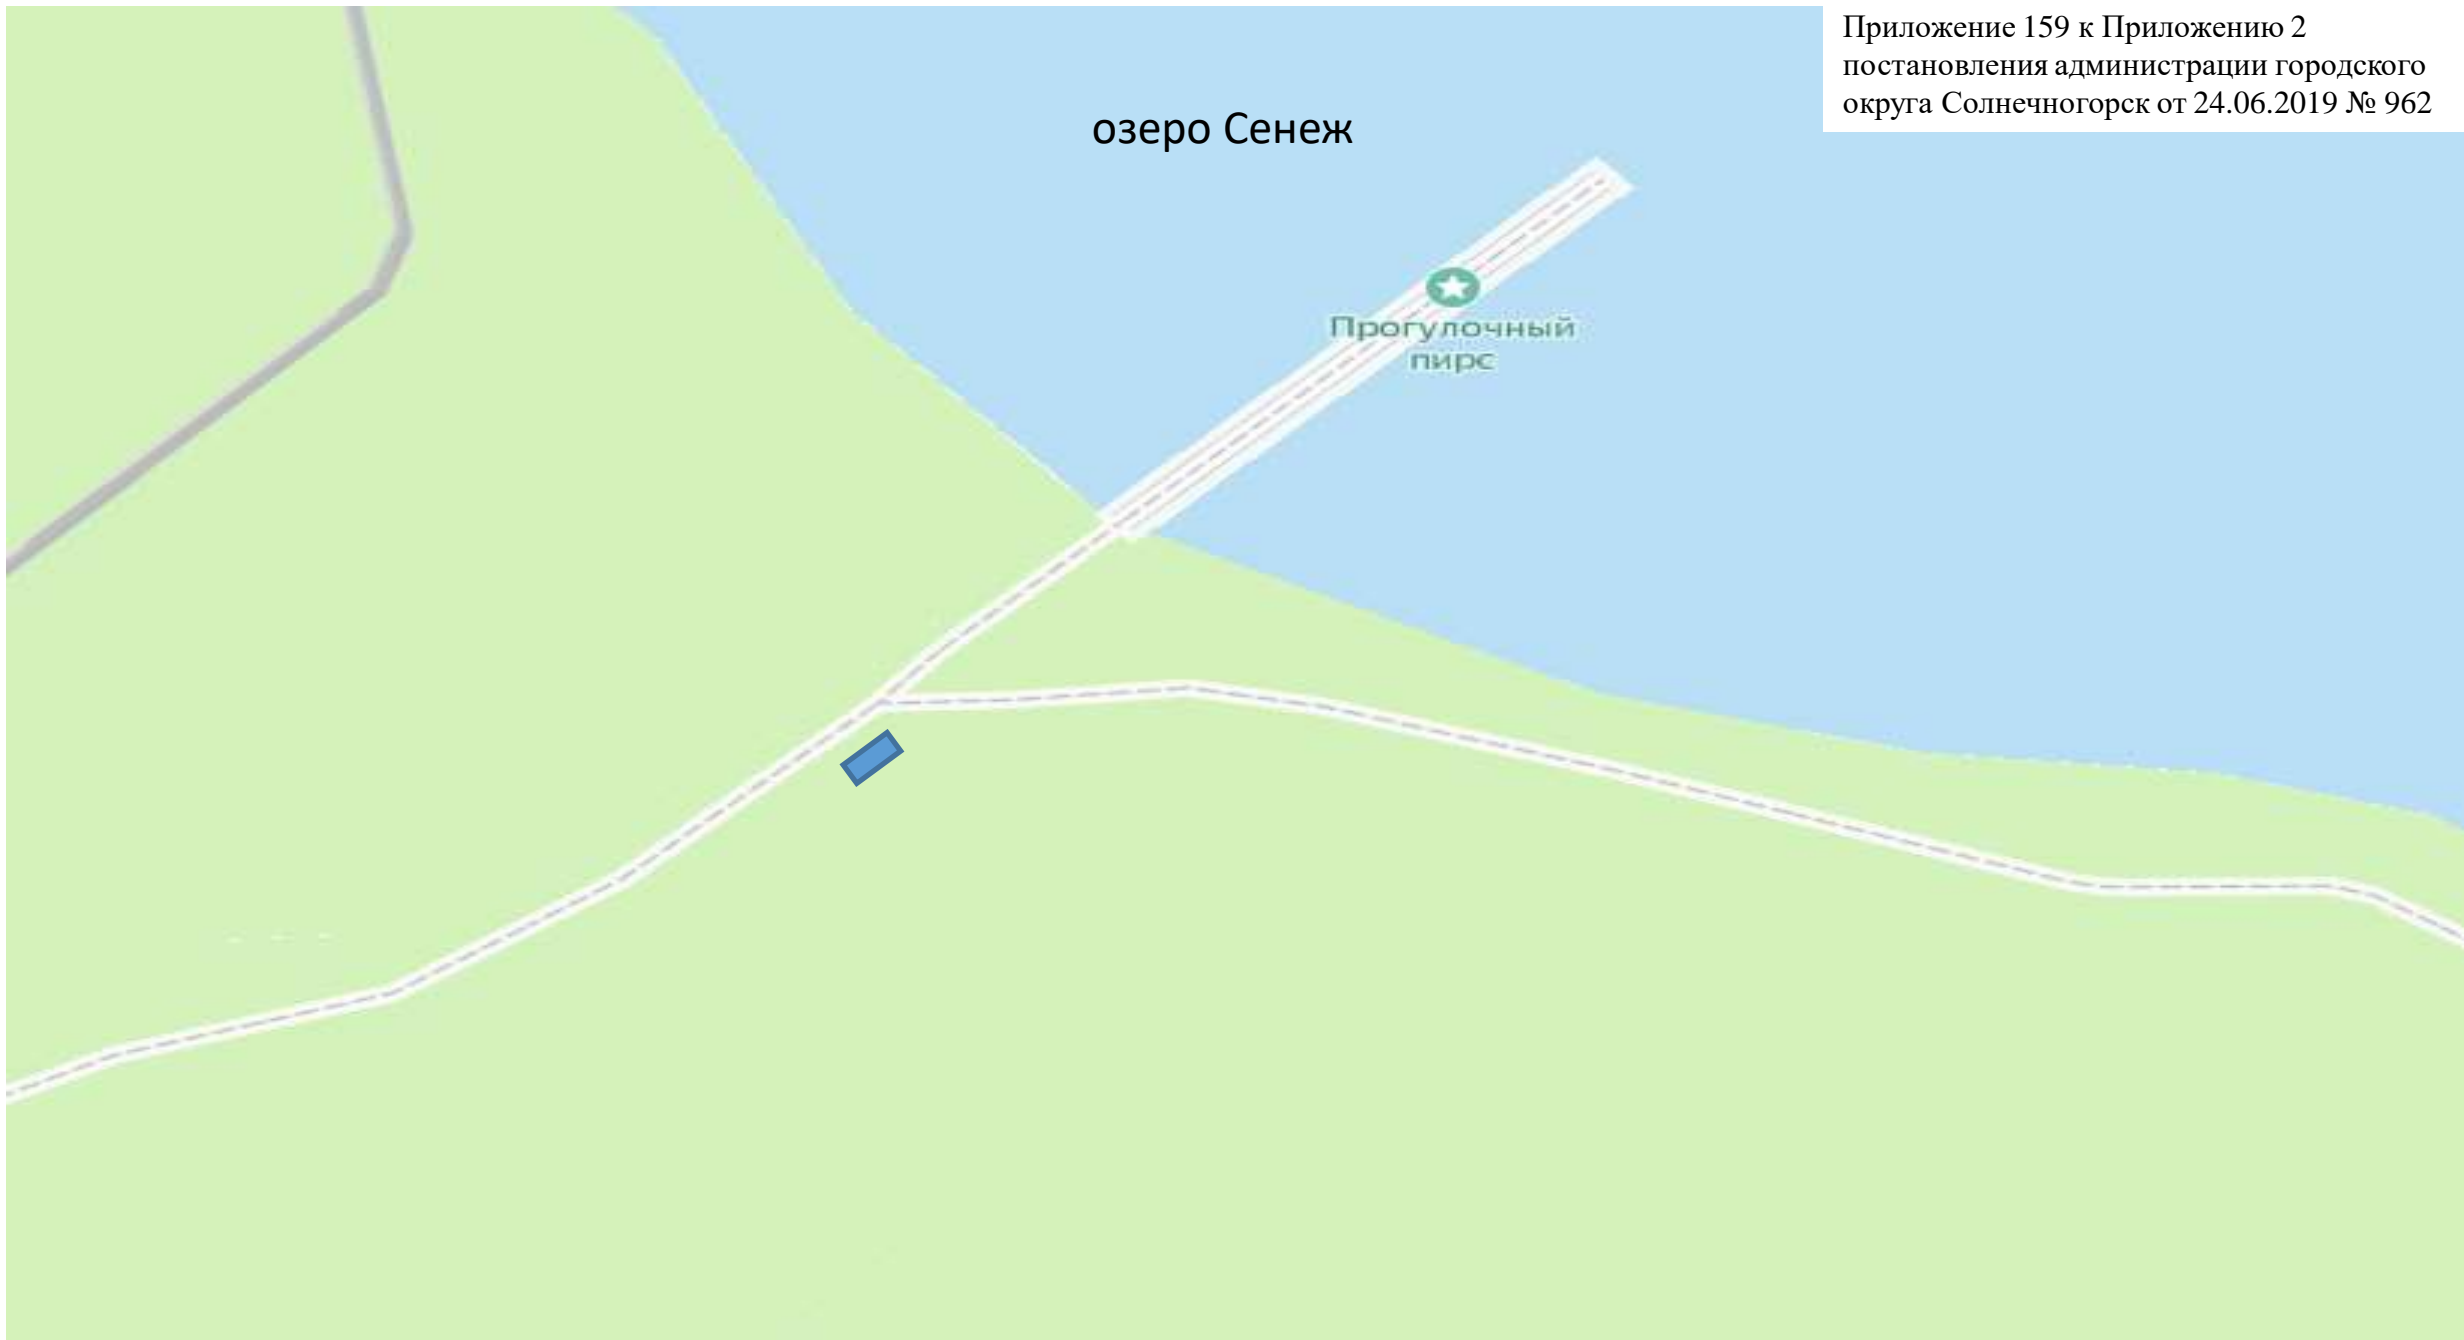 Приложение 159 к Приложению 2
постановления администрации городского
округа Солнечногорск от 24.06.2019 № 962
озеро Сенеж
Прогулочный
пирс